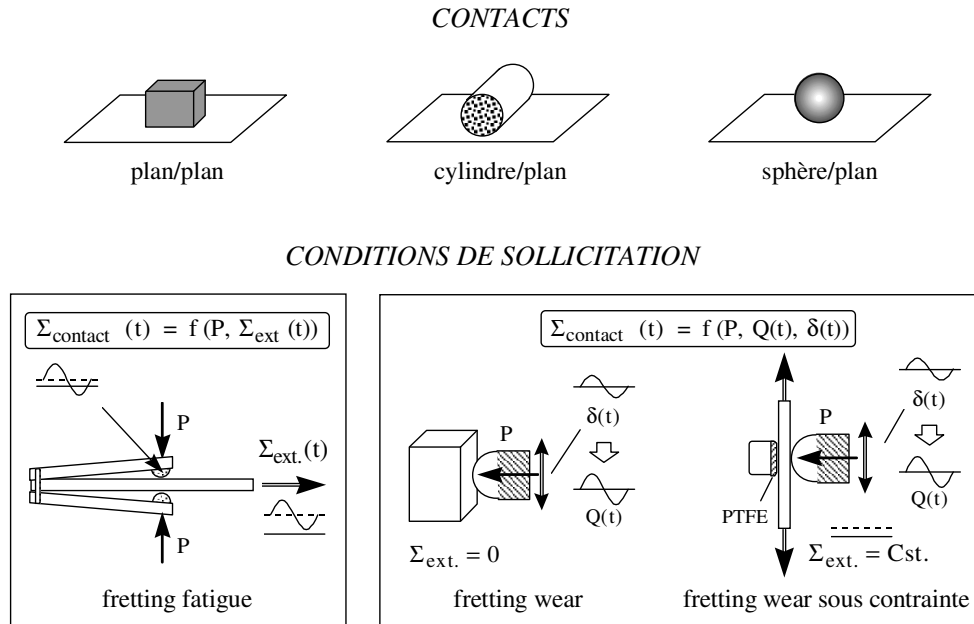 CONTACTS
plan/plan
cylindre/plan
sphère/plan
CONDITIONS DE SOLLICITATION
Σcontact (t) = f (P, Σext (t))
P
Σext.(t)
P
fretting fatigue
Σcontact (t) = f (P, Q(t), δ(t))
P
δ(t)
Q(t)
Σext. = 0
fretting wear
P
δ(t)
Q(t)
PTFE
Σext. = Cst.
fretting wear sous contrainte